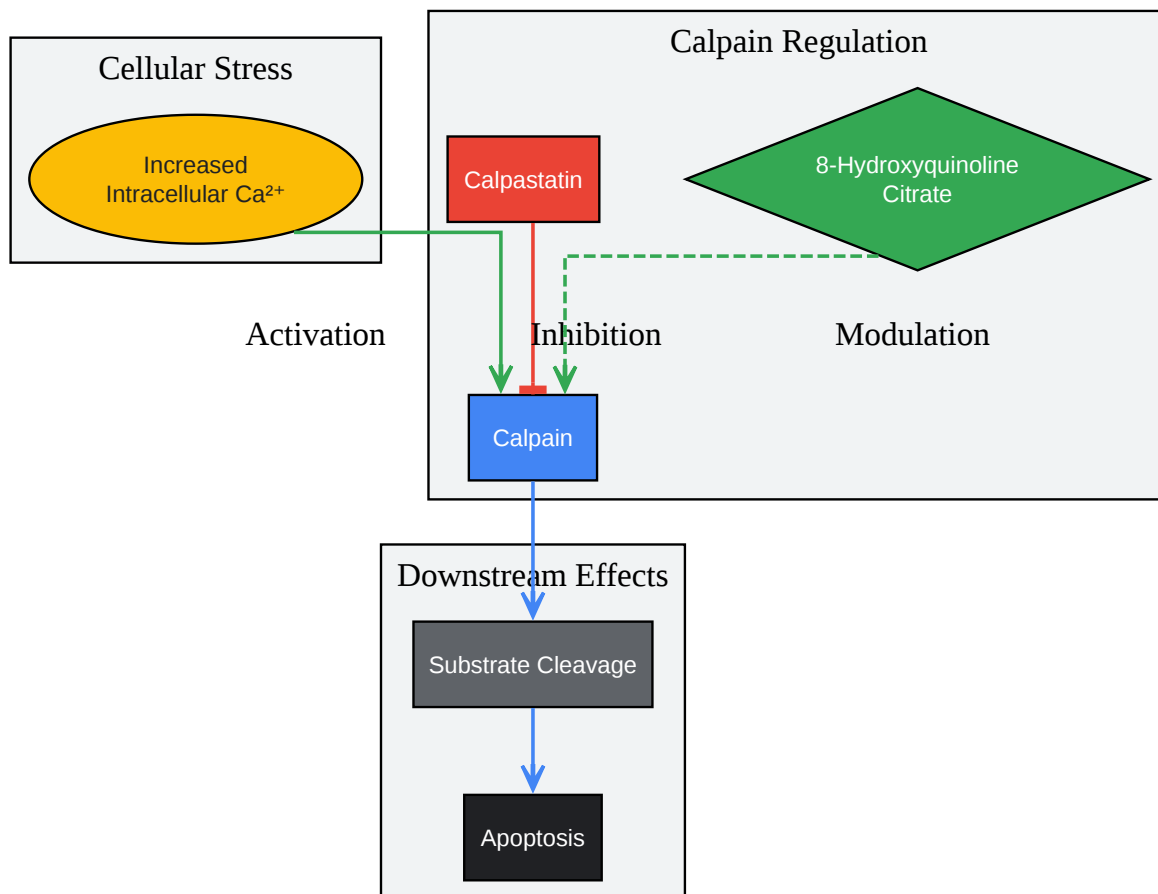 Calpain Regulation
Cellular Stress
Increased
Intracellular Ca²⁺
Calpastatin
8-Hydroxyquinoline
Citrate
Activation
Inhibition
Modulation
Calpain
Downstream Effects
Substrate Cleavage
Apoptosis